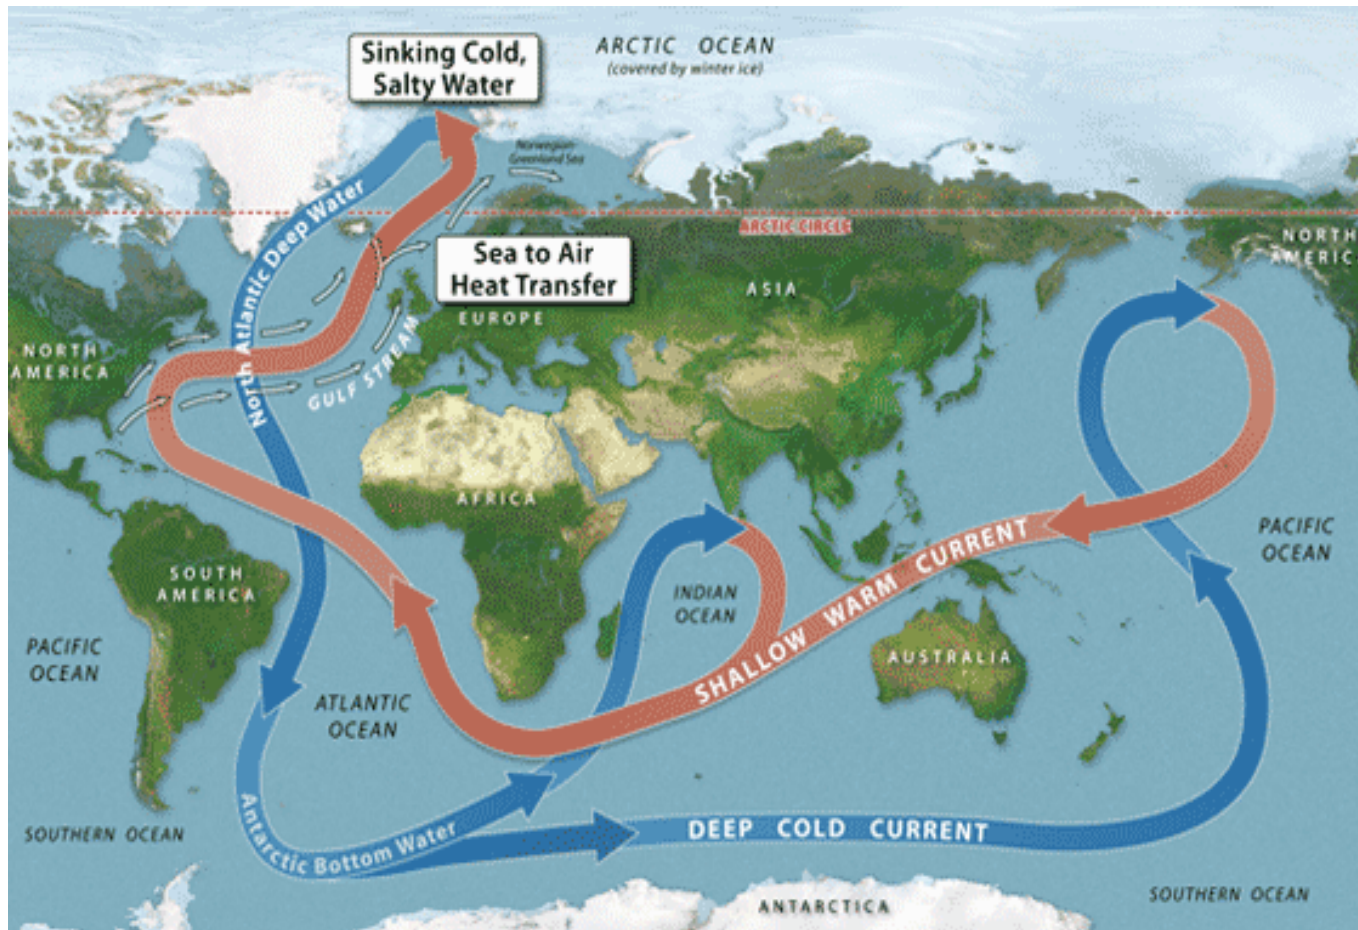 Sinking Cold,
Salty Water
ARCTIC OCEAN
(covered by winter ice)
Norwegian-
Greenland Sea
North Atlantic Deep Water
ARCTIC CIRCLE
Sea to Air
Heat Transfer
NORTH
AMERICA
ASIA
EUROPE
NORTH
AMERIC
GULF STREAM
AFRICA
PACIFIC
OCEAN
SHALLOW WARM CURRENT
SOUTH
AMERICA
INDIAN
OCEAN
PACIFIC
OCEAN
AUSTRALIA
ATLANTIC
OCEAN
Antarctic Bottom Water
DEEP COLD CURRENT
SOUTHERN OCEAN
SOUTHERN OCEAN
ANTARCTICA